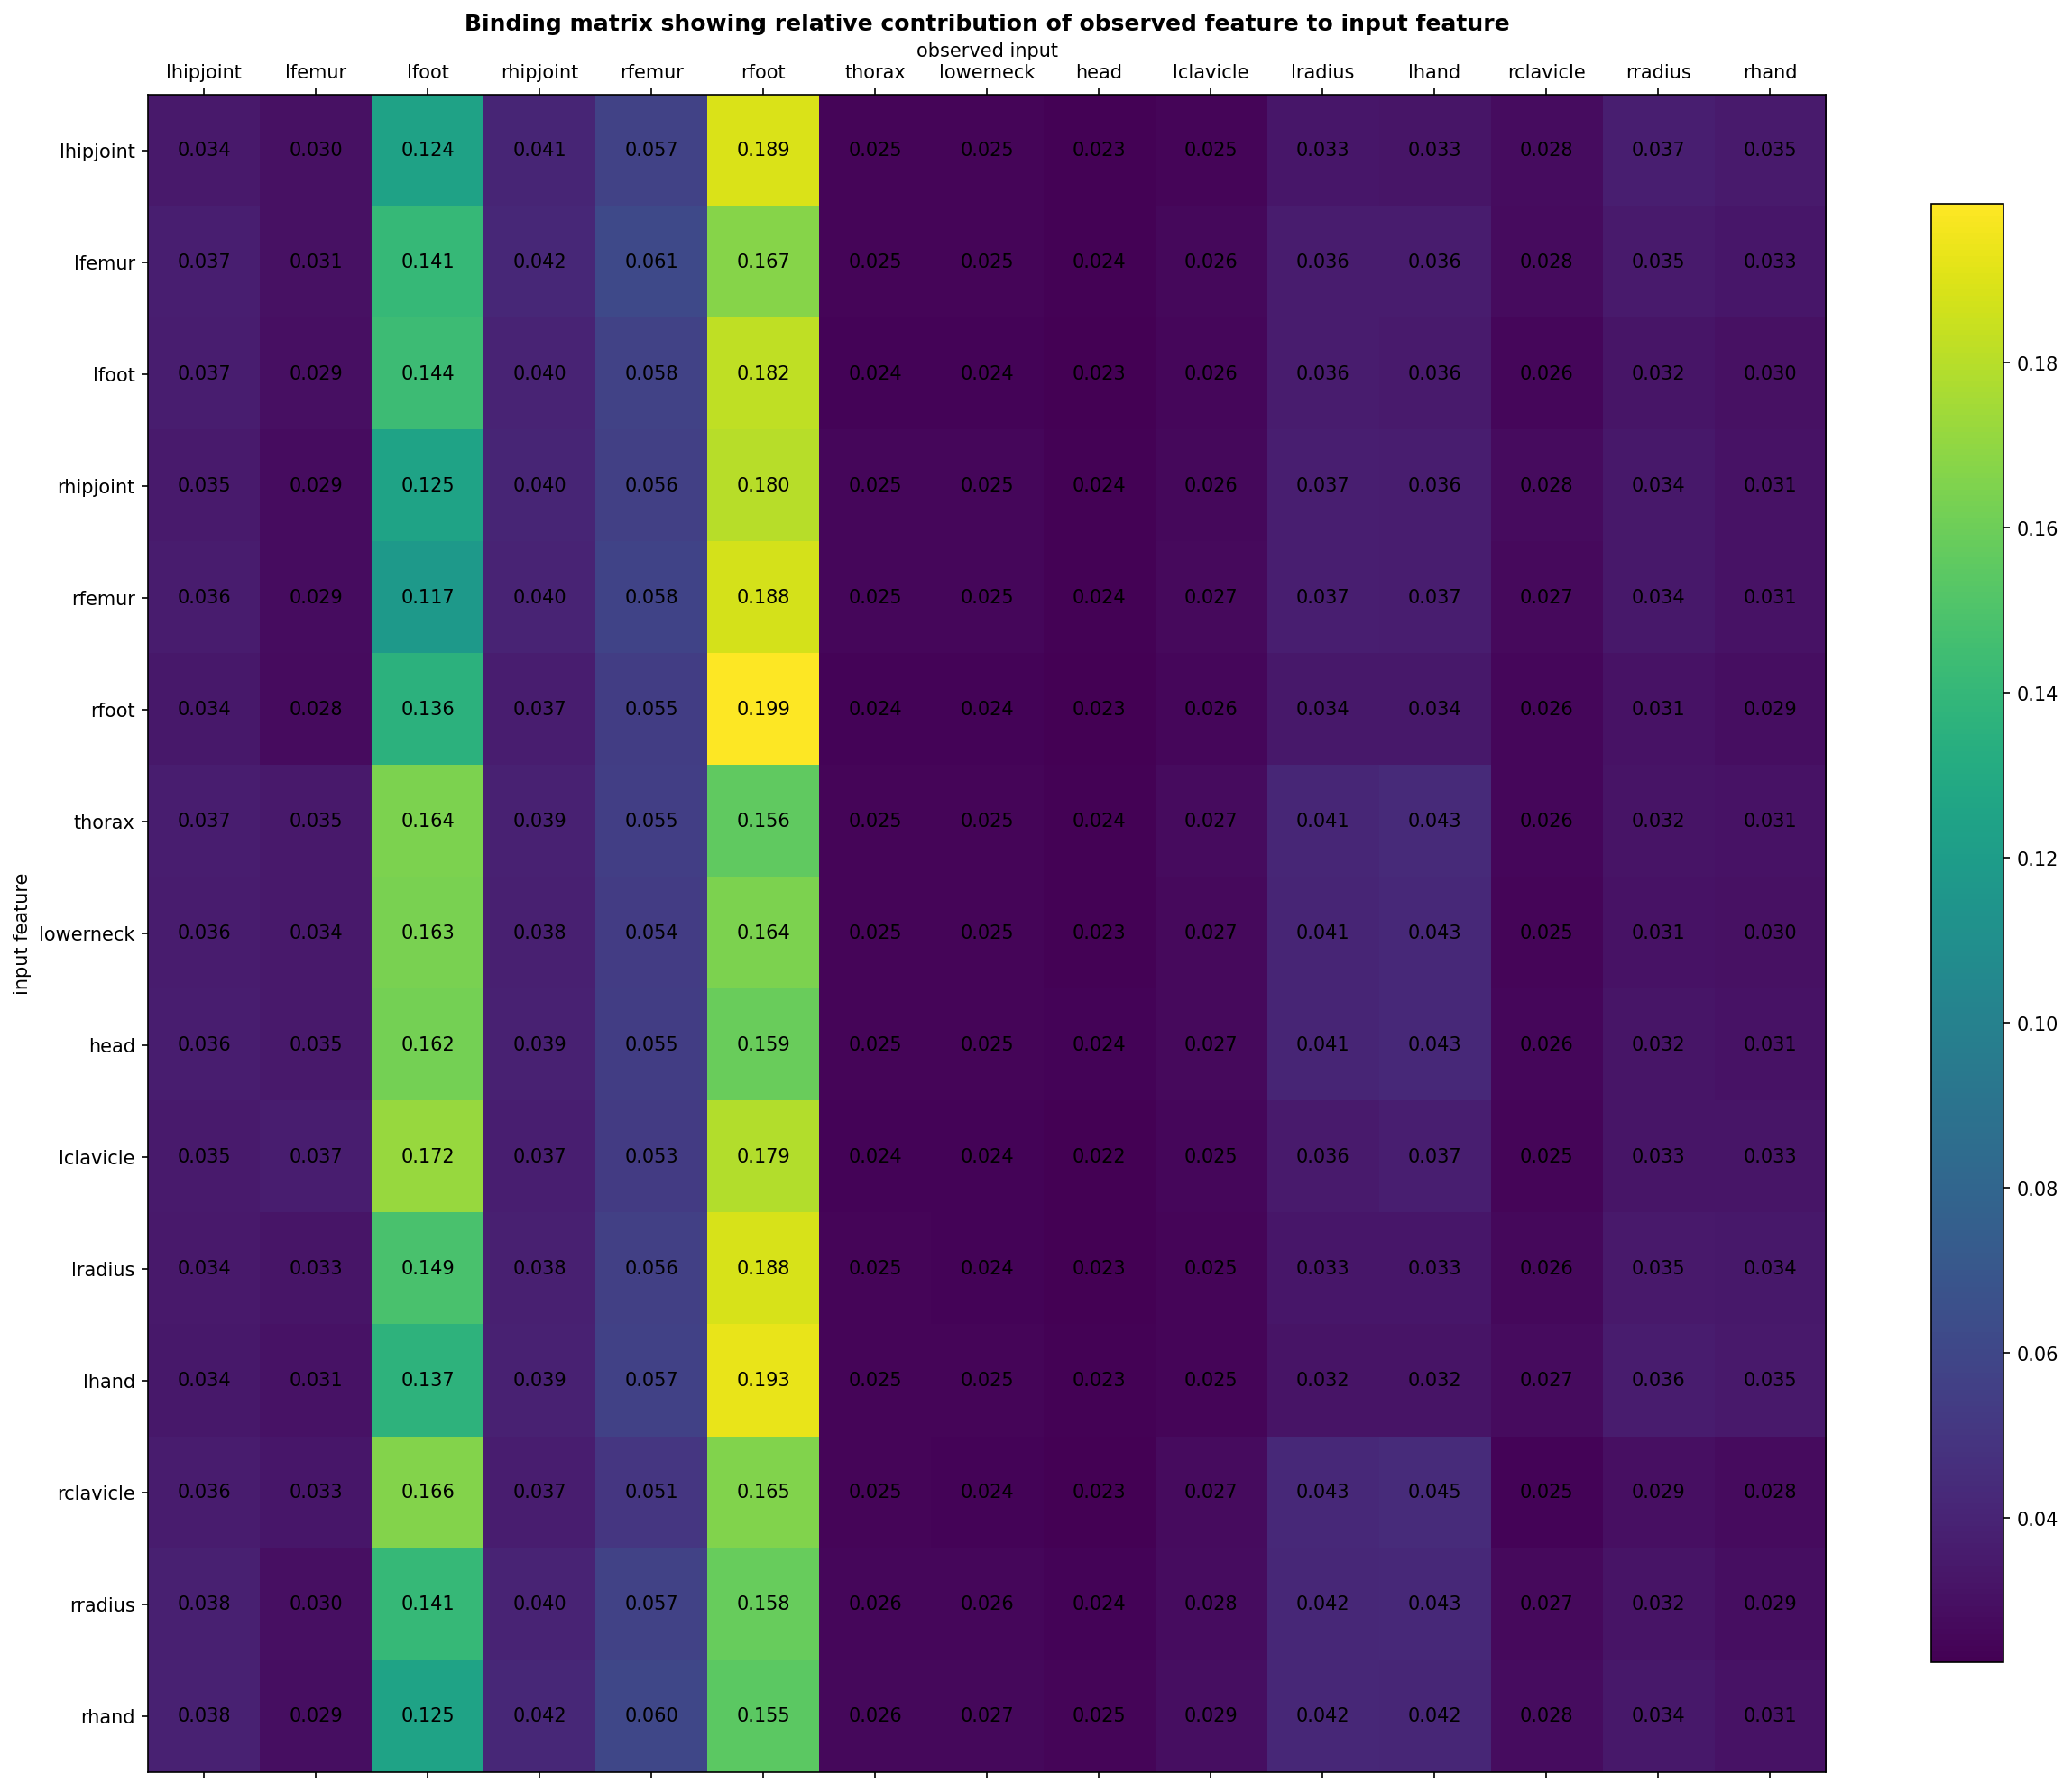 Binding matrix showing relative contribution of observed feature to input feature
observed input
lhipjoint lfemur lfoot rhipjoint rfemur rfoot thorax lowerneck head lclavicle lradius lhand rclavicle rradius rhand
lhipjoint 0.034 0.030 0.124 0.041 0.057 0.189 0.025 0.025 0.023 0.025 0.033 0.033 0.028 0.037 0.035
lfemur 0.037 0.031 0.141 0.042 0.061 0.167 0.025 0.025 0.024 0.026 0.036 0.036 0.028 0.035 0.033
lfoot 0.037 0.029 0.144 0.040 0.058 0.182 0.024 0.024 0.023 0.026 0.036 0.036 0.026 0.032 0.030
rhipjoint 0.035 0.029 0.125 0.040 0.056 0.180 0.025 0.025 0.024 0.026 0.037 0.036 0.028 0.034 0.031
rfemur 0.036 0.029 0.117 0.040 0.058 0.188 0.025 0.025 0.024 0.027 0.037 0.037 0.027 0.034 0.031
rfoot 0.034 0.028 0.136 0.037 0.055 0.199 0.024 0.024 0.023 0.026 0.034 0.034 0.026 0.031 0.029
thorax 0.037 0.035 0.164 0.039 0.055 0.156 0.025 0.025 0.024 0.027 0.041 0.043 0.026 0.032 0.031
lowerneck 0.036 0.034 0.163 0.038 0.054 0.164 0.025 0.025 0.023 0.027 0.041 0.043 0.025 0.031 0.030
head 0.036 0.035 0.162 0.039 0.055 0.159 0.025 0.025 0.024 0.027 0.041 0.043 0.026 0.032 0.031
lclavicle 0.035 0.037 0.172 0.037 0.053 0.179 0.024 0.024 0.022 0.025 0.036 0.037 0.025 0.033 0.033
lradius 0.034 0.033 0.149 0.038 0.056 0.188 0.025 0.024 0.023 0.025 0.033 0.033 0.026 0.035 0.034
lhand 0.034 0.031 0.137 0.039 0.057 0.193 0.025 0.025 0.023 0.025 0.032 0.032 0.027 0.036 0.035
rclavicle 0.036 0.033 0.166 0.037 0.051 0.165 0.025 0.024 0.023 0.027 0.043 0.045 0.025 0.029 0.028
rradius 0.038 0.030 0.141 0.040 0.057 0.158 0.026 0.026 0.024 0.028 0.042 0.043 0.027 0.032 0.029
rhand 0.038 0.029 0.125 0.042 0.060 0.155 0.026 0.027 0.025 0.029 0.042 0.042 0.028 0.034 0.031
input feature
0.18
0.16
0.14
0.12
0.10
0.08
0.06
0.04